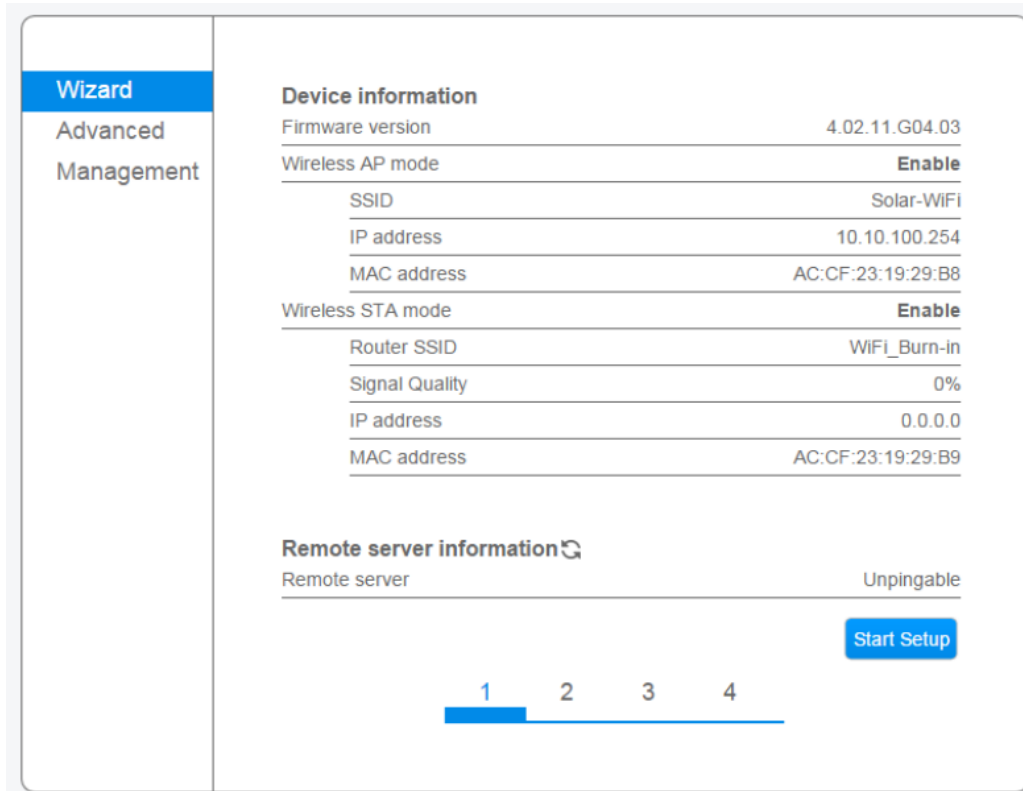 Wizard
Advanced
Management
Device information
Firmware version 4.02.11.G04.03
Wireless AP mode Enable
SSID Solar-WiFi
IP address 10.10.100.254
MAC address AC:CF:23:19:29:B8
Wireless STA mode Enable
Router SSID WiFi_Burn-in
Signal Quality 0%
IP address 0.0.0.0
MAC address AC:CF:23:19:29:B9
Remote server information
Remote server Unpingable
Start Setup
1 2 3 4